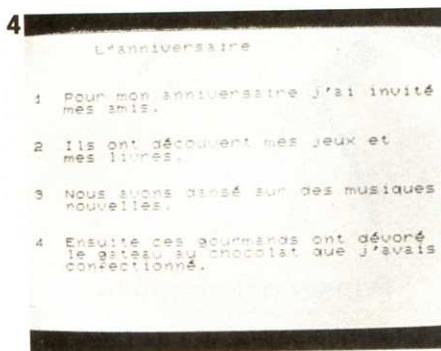 4
L'anniversaire
1 Pour mon anniversaire j'ai invité
mes amis.
2 Ils ont découvert mes jeux et
mes livres.
3 Nous avons dansé sur des musiques
nouvelles.
4 Ensuite ces gourmands ont dévoré
le gateau au chocolat que j'avais
confectionné.